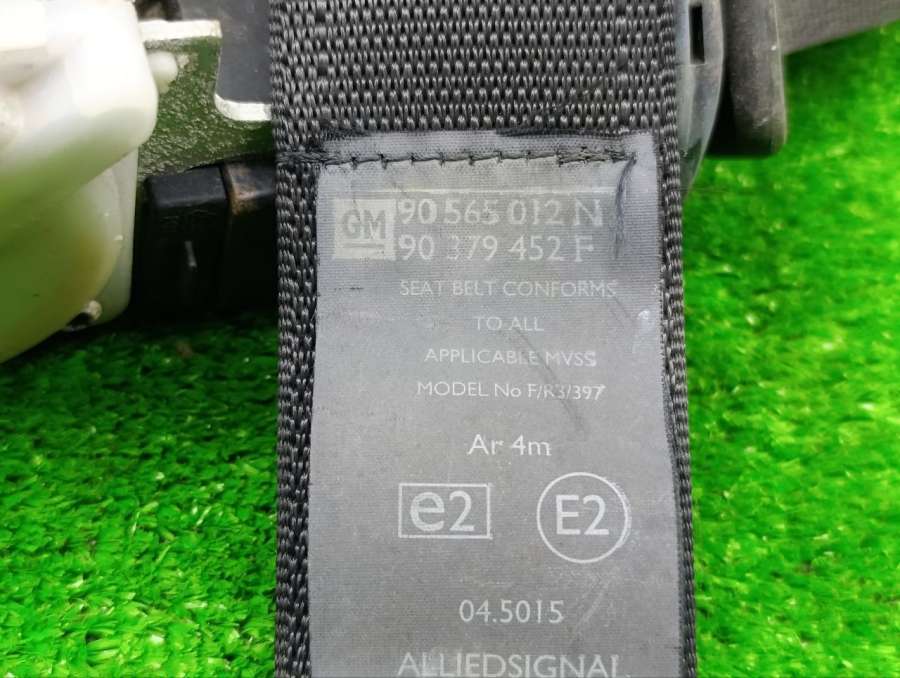 GM 90 565 012 N
90 379 452 F
SEAT BELT CONFORMS
TO ALL
APPLICABLE MVSS
MODEL No F/R3/397
Ar 4m
e2 E2
04.5015
ALLIEDSIGNAL